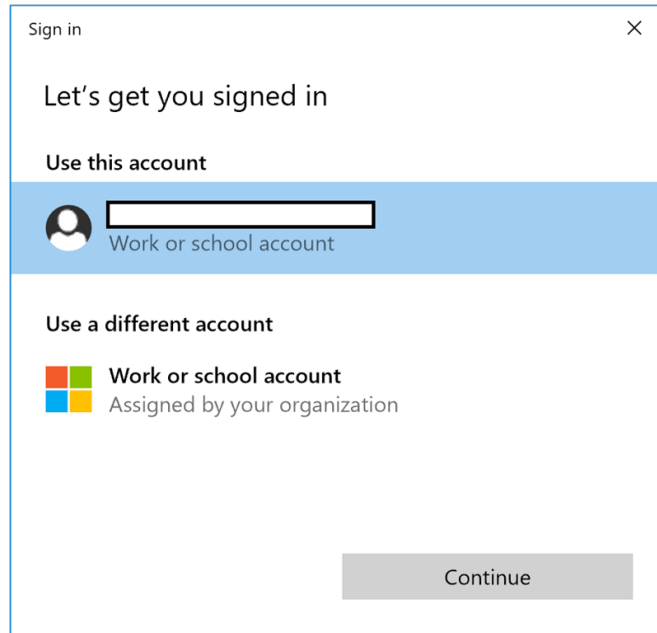 Sign in
Let's get you signed in
Use this account
Work or school account
Use a different account
Work or school account
Assigned by your organization
Continue